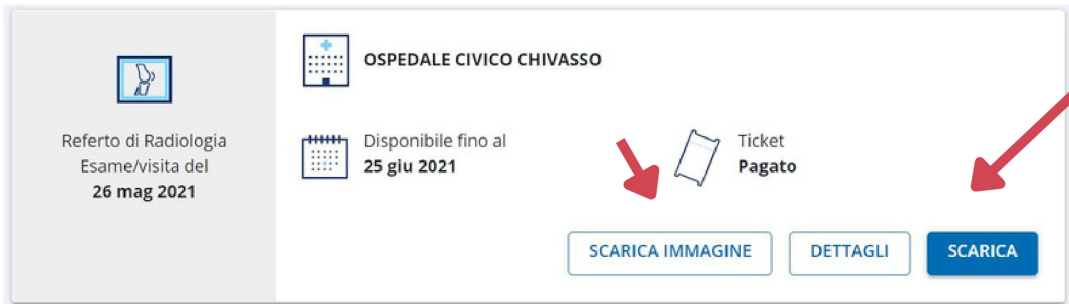 OSPEDALE CIVICO CHIVASSO
Referto di Radiologia
Esame/visita del
26 mag 2021
Disponibile fino al
25 giu 2021
Ticket
Pagato
SCARICA IMMAGINE
DETTAGLI
SCARICA